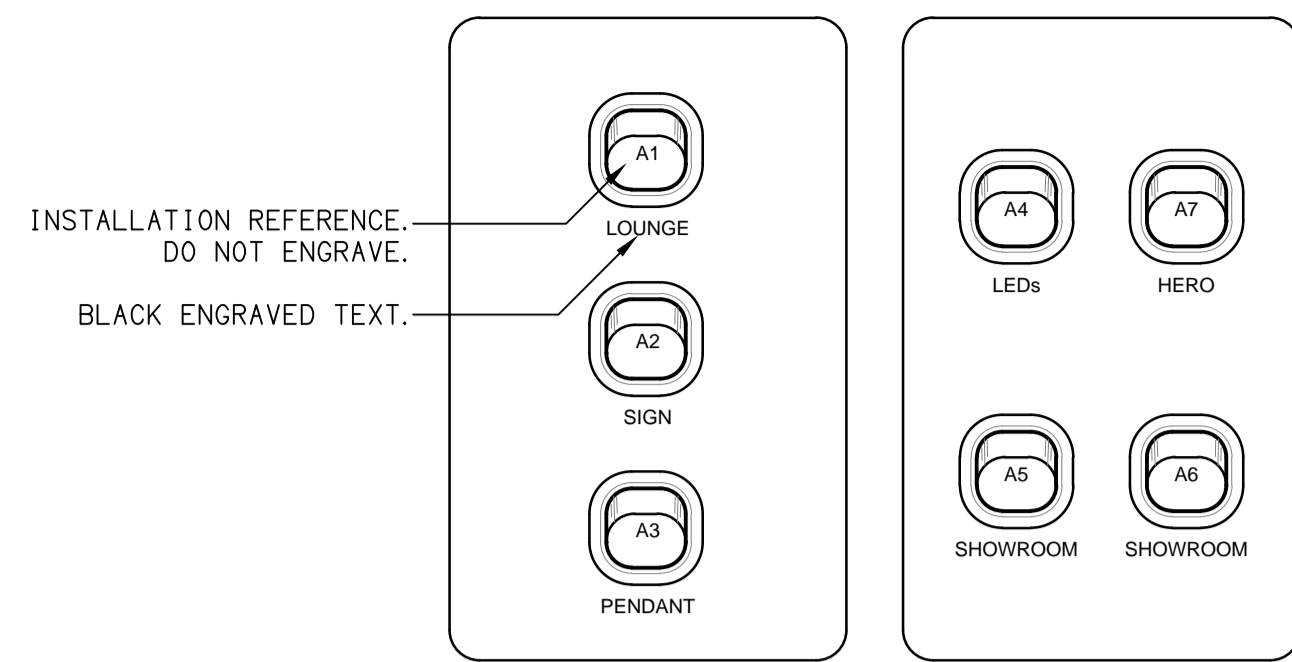 INSTALLATION REFERENCE.
DO NOT ENGRAVE.
BLACK ENGRAVED TEXT.
A1
LOUNGE
A2
SIGN
A3
PENDANT
A4 A7
LEDs HERO
A5 A6
SHOWROOM SHOWROOM